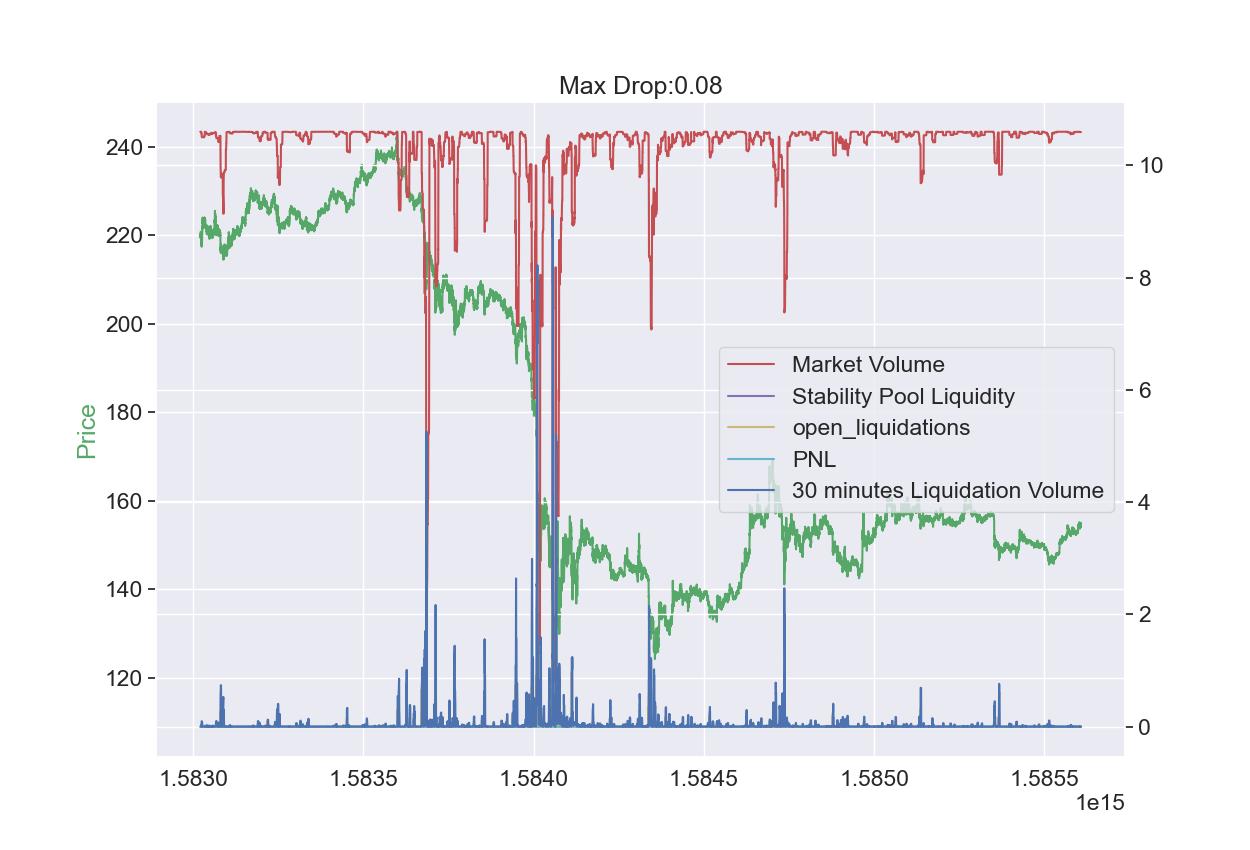 Max Drop:0.08
240
220
200
180
160
140
120
Price
10
8
6
4
2
0
Market Volume
Stability Pool Liquidity
open_liquidations
PNL
30 minutes Liquidation Volume
1.5830 1.5835 1.5840 1.5845 1.5850 1.5855
1e15